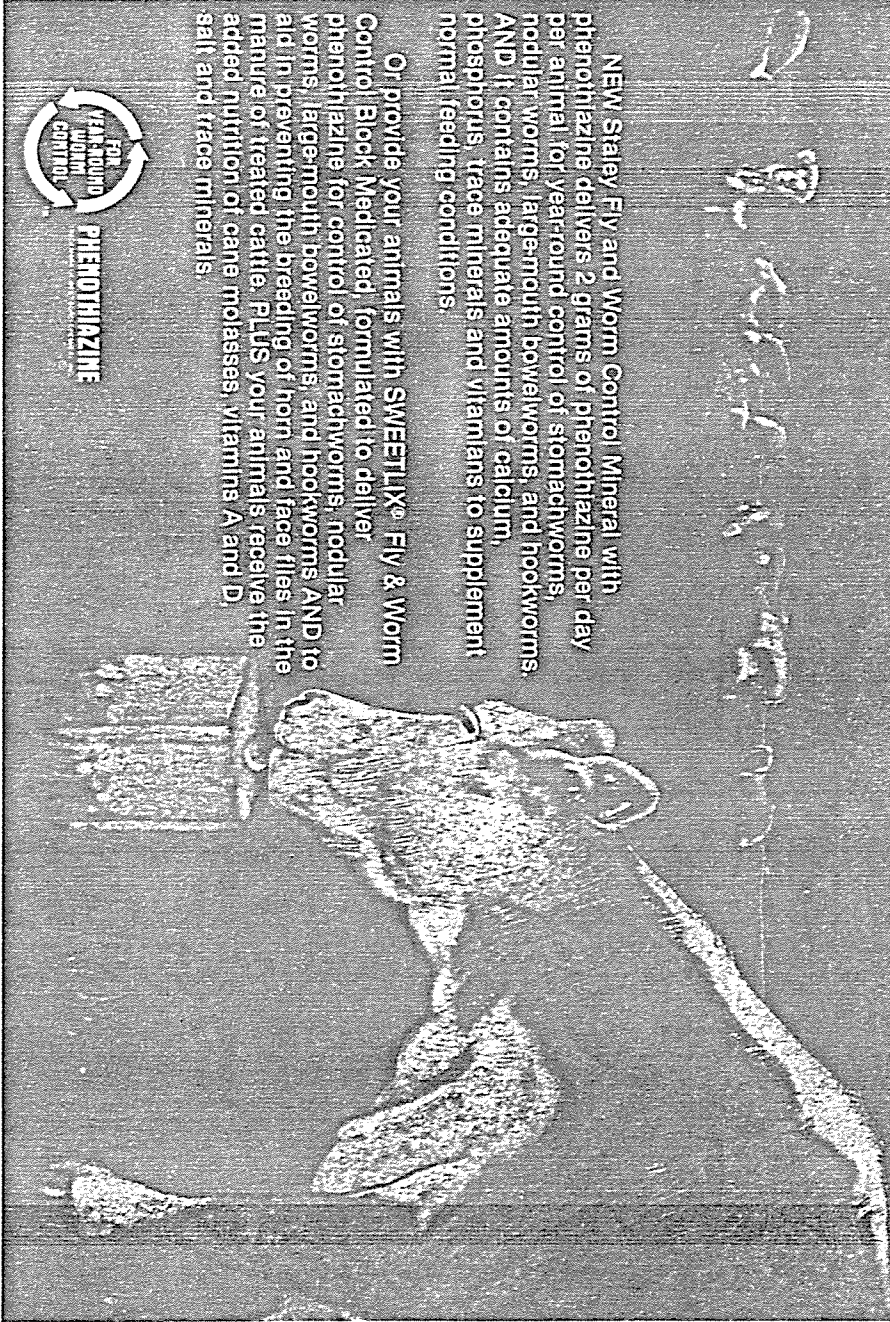 NEW Staley Fly and Worm Control Mineral with
phenothiazine delivers 2 grams of phenothiazine per day
per animal for year-round control of stomachworms,
nodular worms, large-mouth bowelworms, and hookworms.
AND it contains adequate amounts of calcium,
phosphorus, trace minerals and vitamians to supplement
normal feeding conditions.
Or provide your animals with SWEETLIX® Fly & Worm
Control Block Medicated, formulated to deliver
phenothiazine for control of stomachworms, nodular
worms, large-mouth bowelworms, and hookworms AND to
aid in preventing the breeding of horn and face flies in the
manure of treated cattle. PLUS your animals receive the
added nutrition of cane molasses, vitamins A and D,
salt and trace minerals.
FOR
YEAR-ROUND
WORM
CONTROL
PHENOTHIAZINE